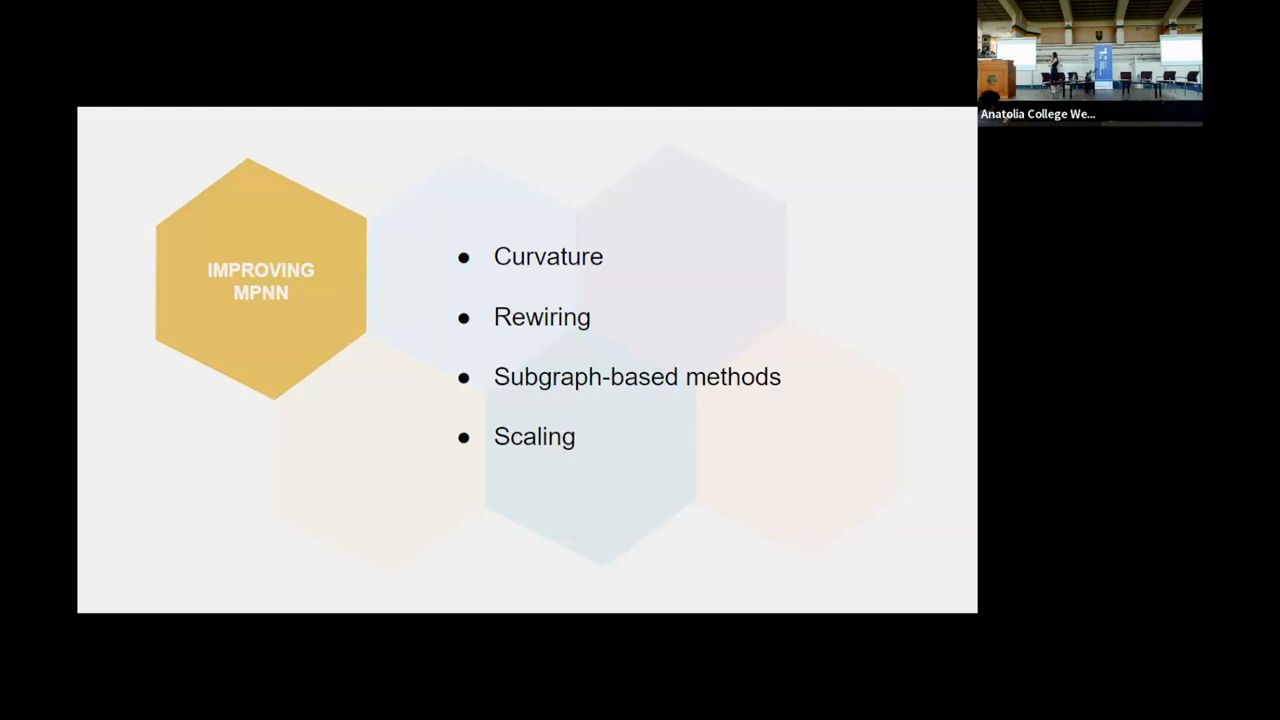 Anatolia College We...
IMPROVING
MPNN
● Curvature
● Rewiring
● Subgraph-based methods
● Scaling